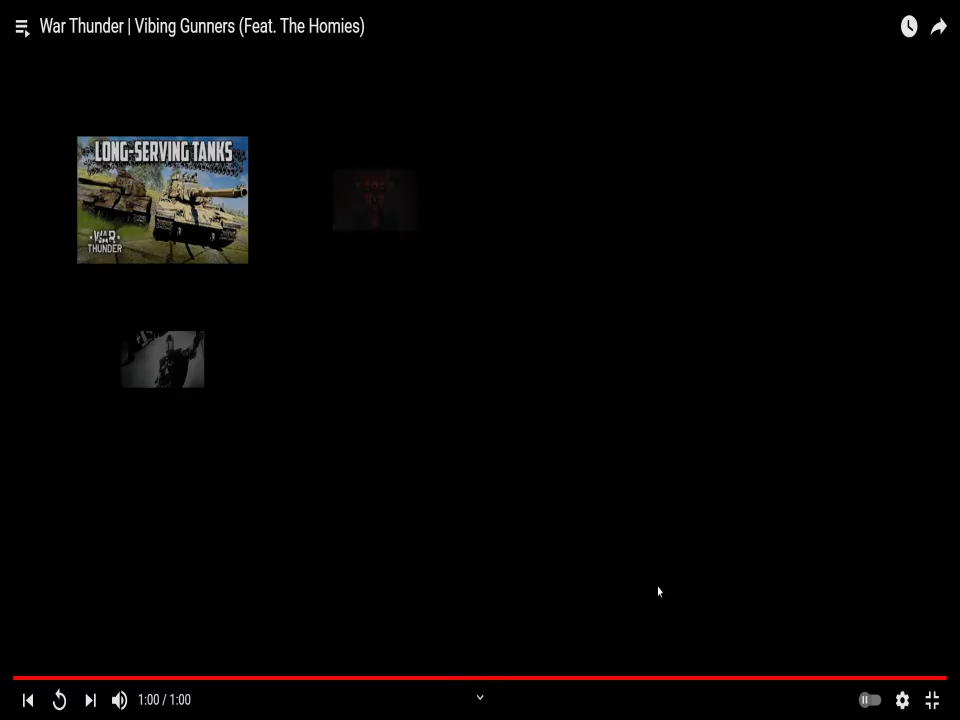 War Thunder | Vibing Gunners (Feat. The Homies)
LONG-SERVING TANKS
WAR
THUNDER
1:00 / 1:00